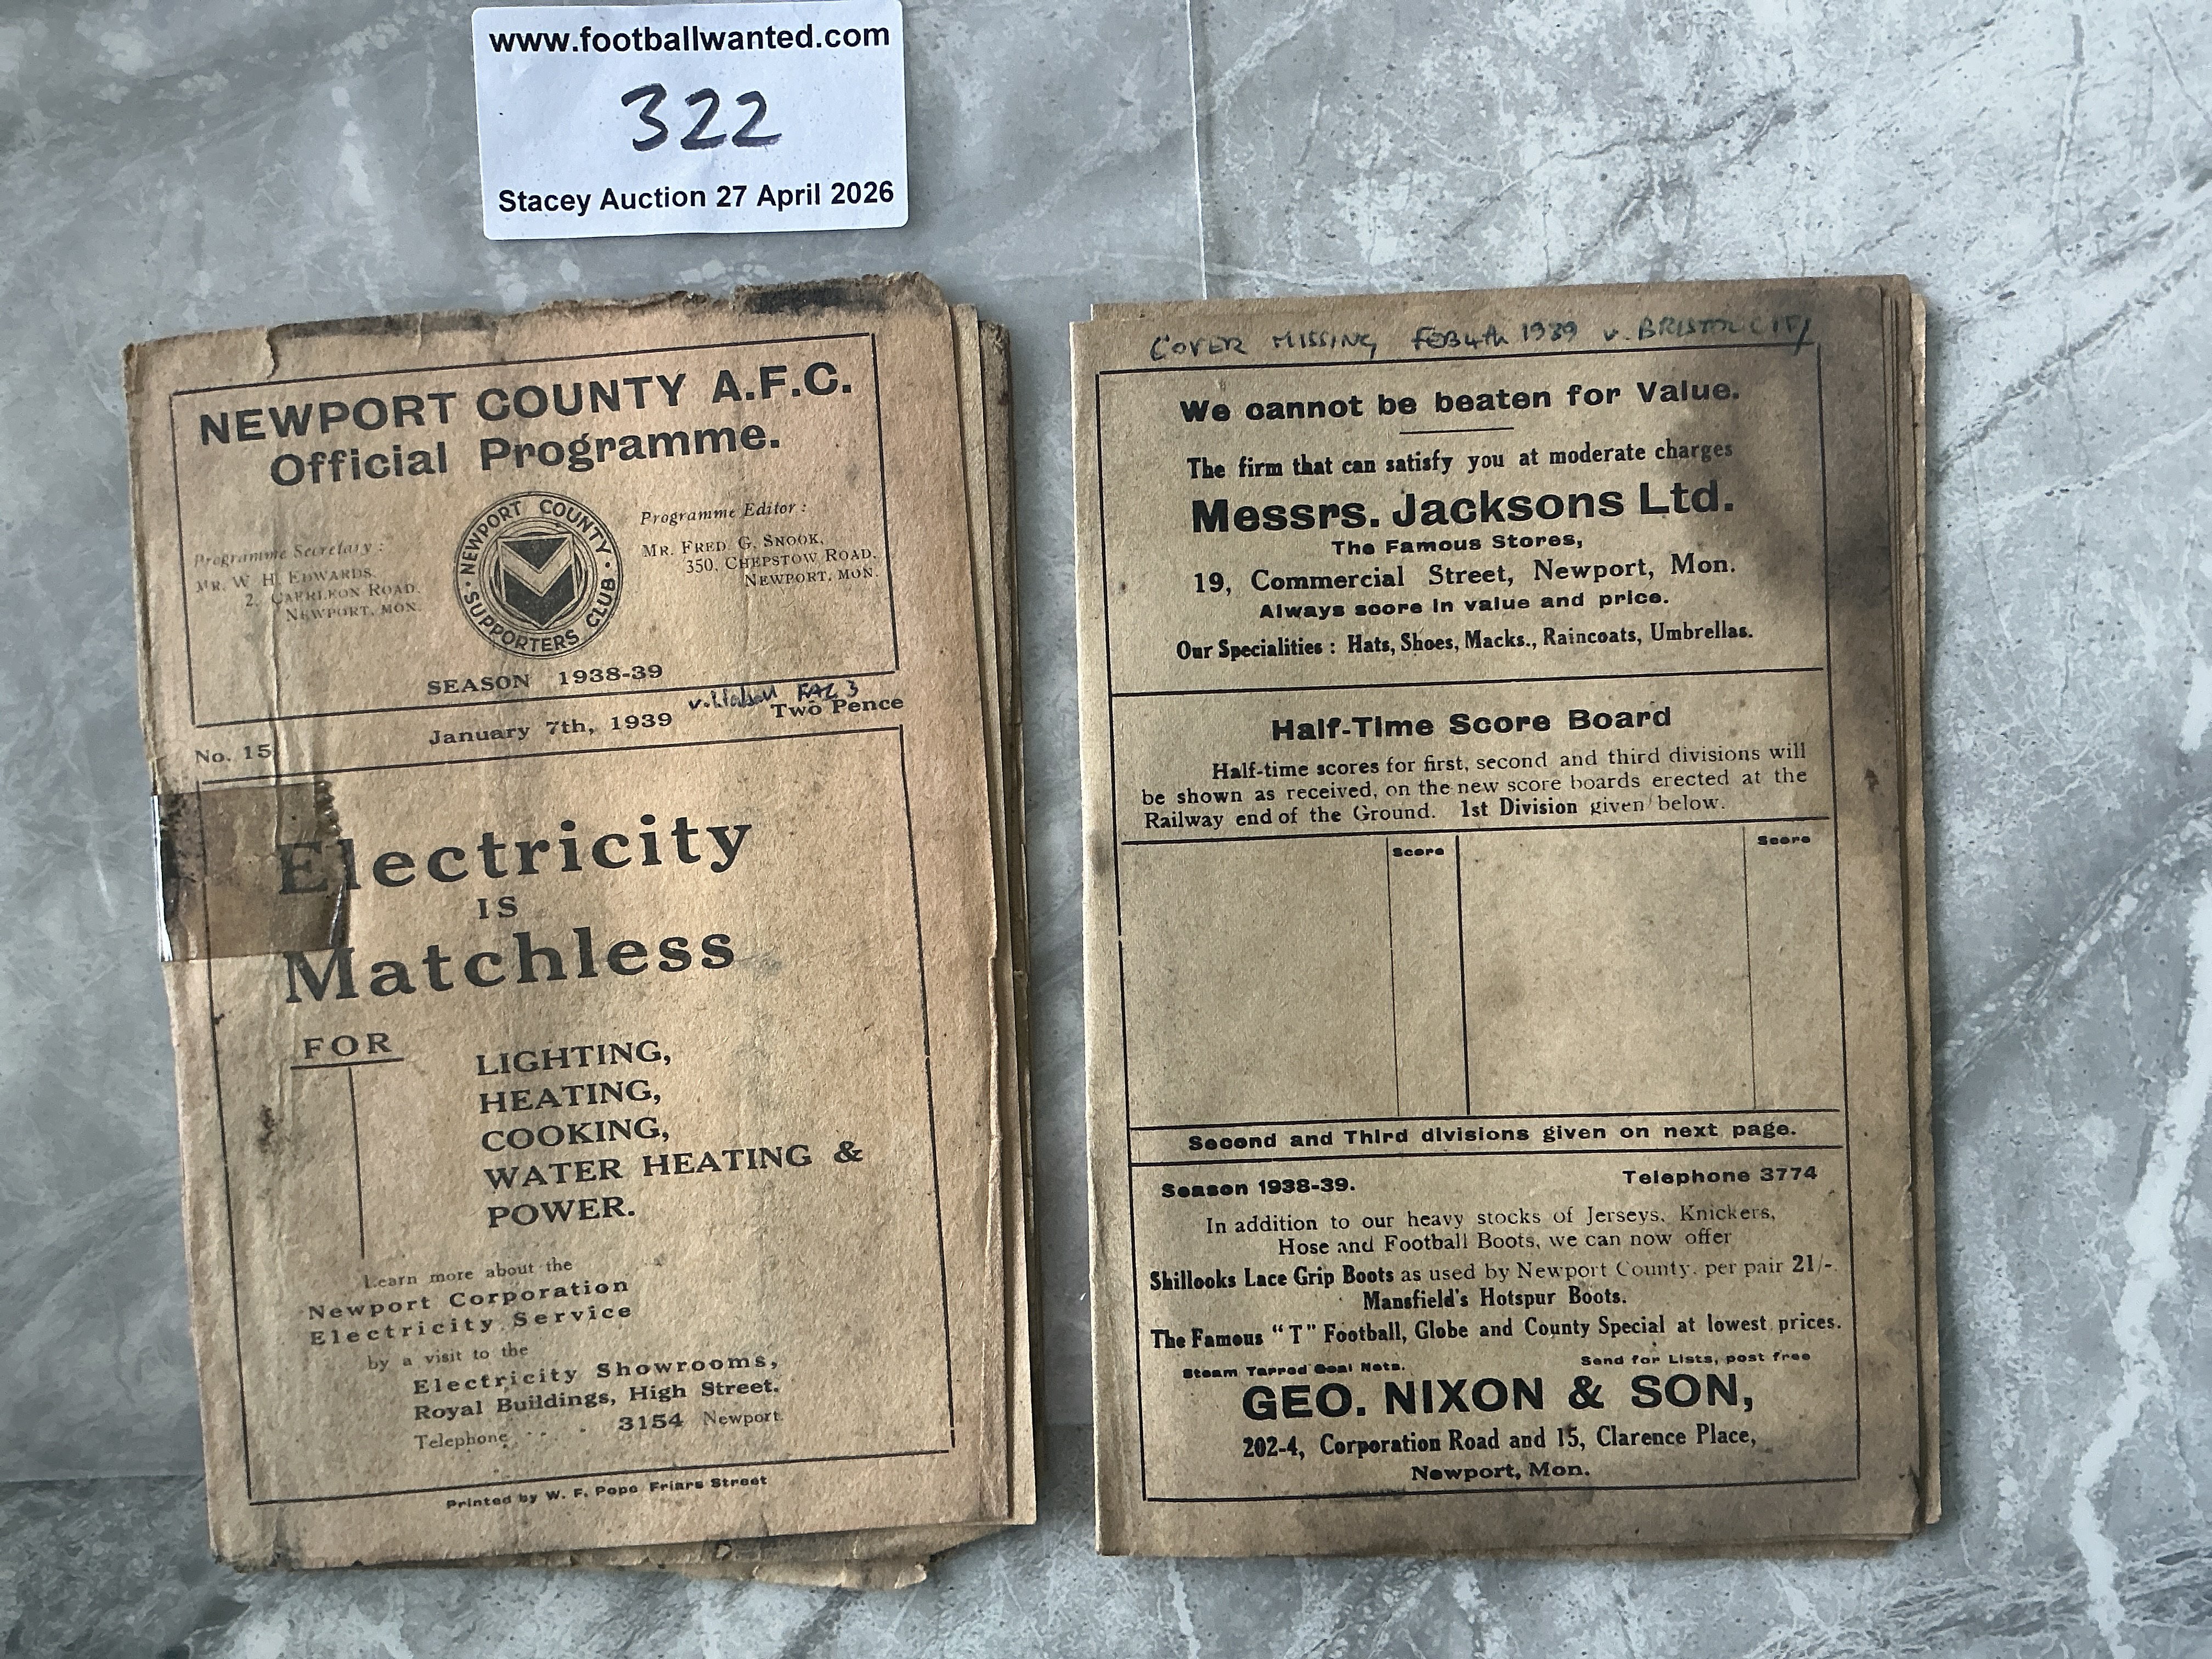 www.footballwanted.com
322
Stacey Auction 27 April 2026
NEWPORT COUNTY A.F.C.
Official Programme.
Programme Secretary :
MR. W. H. EDWARDS.
2, CAERLEON ROAD.
NEWPORT, MON.
NEWPORT COUNTY
SUPPORTERS CLUB
Programme Editor :
MR. FRED G. SNOOK,
350, CHEPSTOW ROAD,
NEWPORT, MON.
SEASON 1938-39
v. FAC 3
No. 15
January 7th, 1939
Two Pence
Electricity
IS
Matchless
FOR
LIGHTING,
HEATING,
COOKING,
WATER HEATING &
POWER.
Learn more about the
Newport Corporation
Electricity Service
by a visit to the
Electricity Showrooms,
Royal Buildings, High Street.
Telephone . . . 3154 Newport.
Printed by W. F. Pope Friars Street
COVER MISSING FEB 4th 1939 v. BRISTOL CITY
We cannot be beaten for Value.
The firm that can satisfy you at moderate charges
Messrs. Jacksons Ltd.
The Famous Stores,
19, Commercial Street, Newport, Mon.
Always score in value and price.
Our Specialities : Hats, Shoes, Macks., Raincoats, Umbrellas.
Half-Time Score Board
Half-time scores for first, second and third divisions will
be shown as received, on the new score boards erected at the
Railway end of the Ground. 1st Division given below.
Score
Score
Second and Third divisions given on next page.
Season 1938-39.
Telephone 3774
In addition to our heavy stocks of Jerseys, Knickers,
Hose and Football Boots, we can now offer
Shillooks Lace Grip Boots as used by Newport County, per pair 21/-.
Mansfield's Hotspur Boots.
The Famous "T" Football, Globe and County Special at lowest prices.
Steam Tarred Goal Nets.
Send for Lists, post free
GEO. NIXON & SON,
202-4, Corporation Road and 15, Clarence Place,
Newport, Mon.